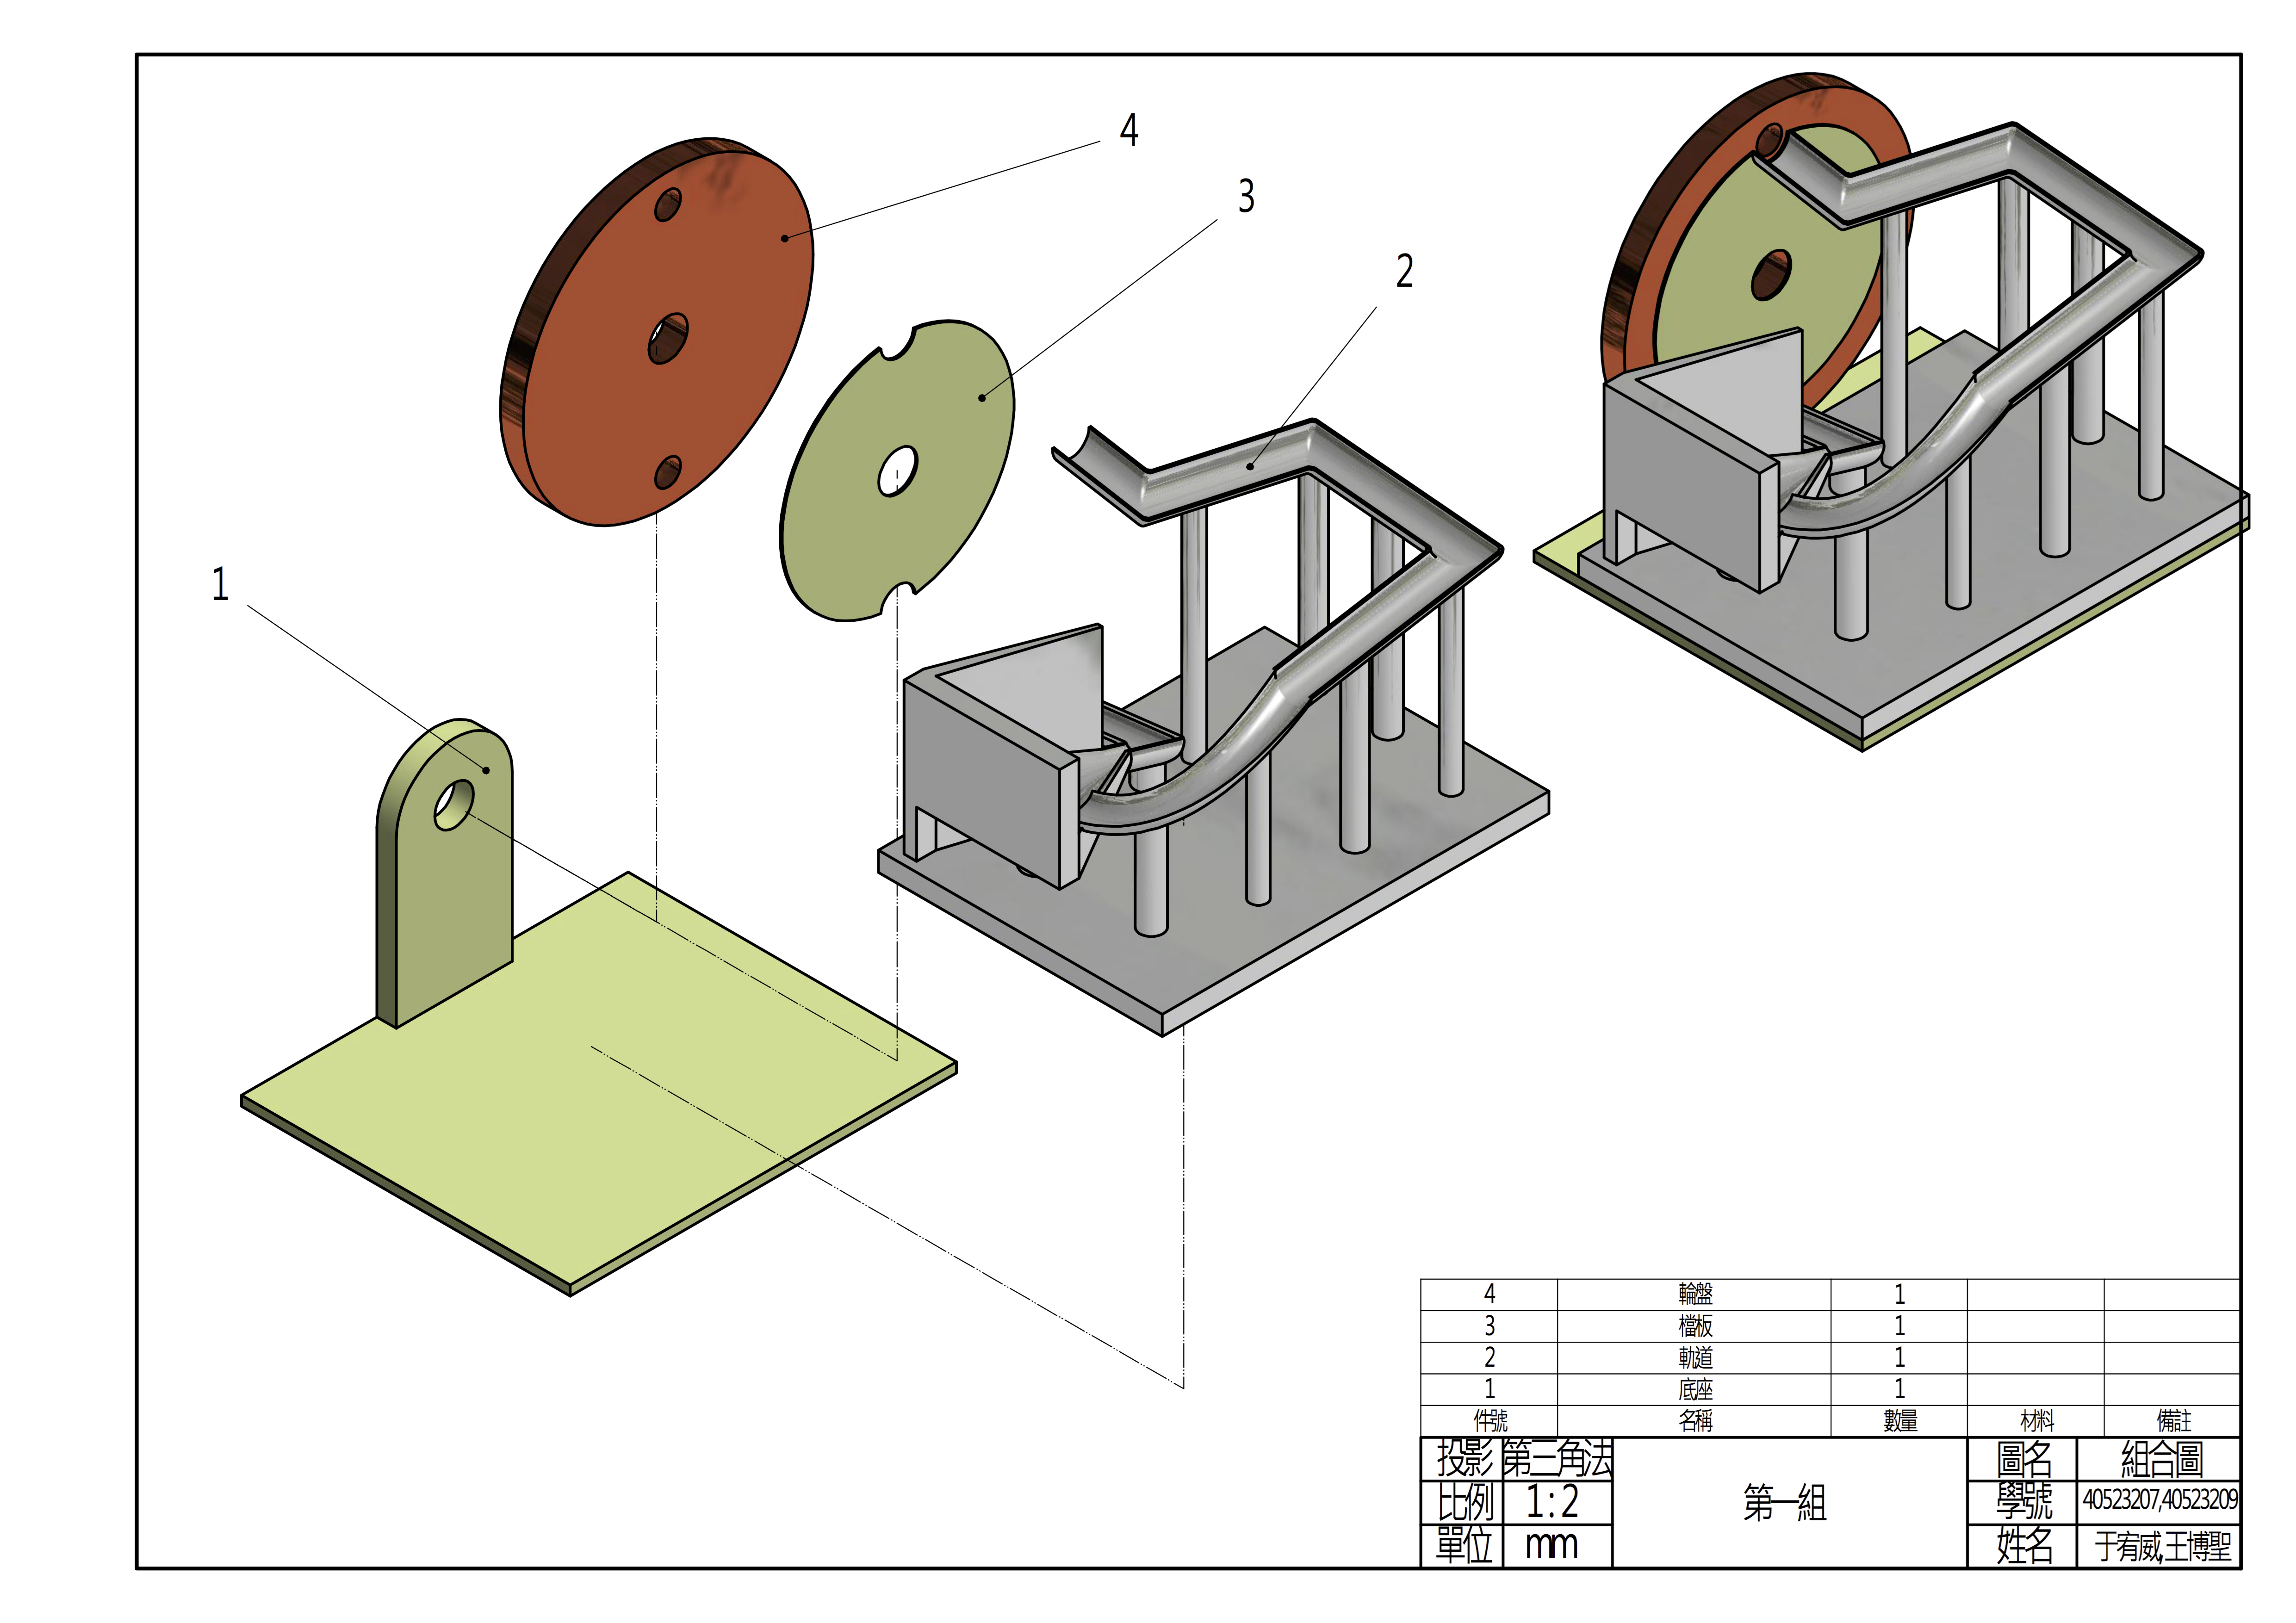 4
3
2
1
4 輪盤 1
3 檔板 1
2 軌道 1
1 底座 1
件號 名稱 數量 材料 備註
投影 第三角法 第一組 圖名 組合圖
比例 1:2 學號 40523207,40523209
單位 mm 姓名 于宥威,王博聖